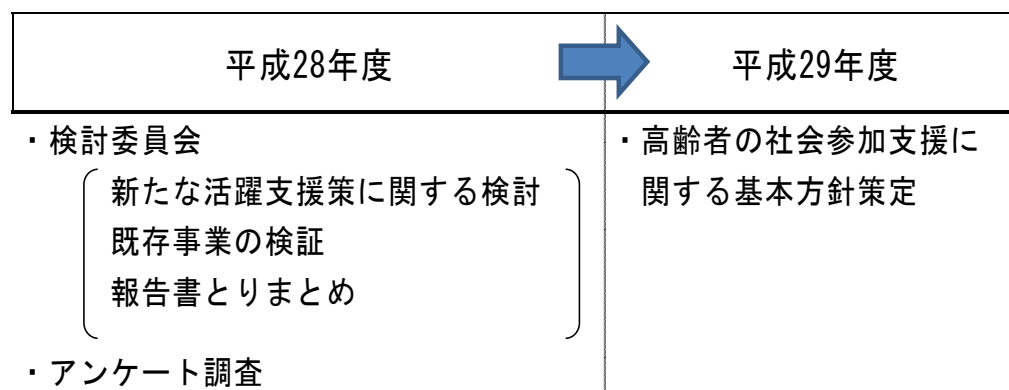 平成28年度
平成29年度
・検討委員会
新たな活躍支援策に関する検討
既存事業の検証
報告書とりまとめ
・アンケート調査
・高齢者の社会参加支援に
関する基本方針策定